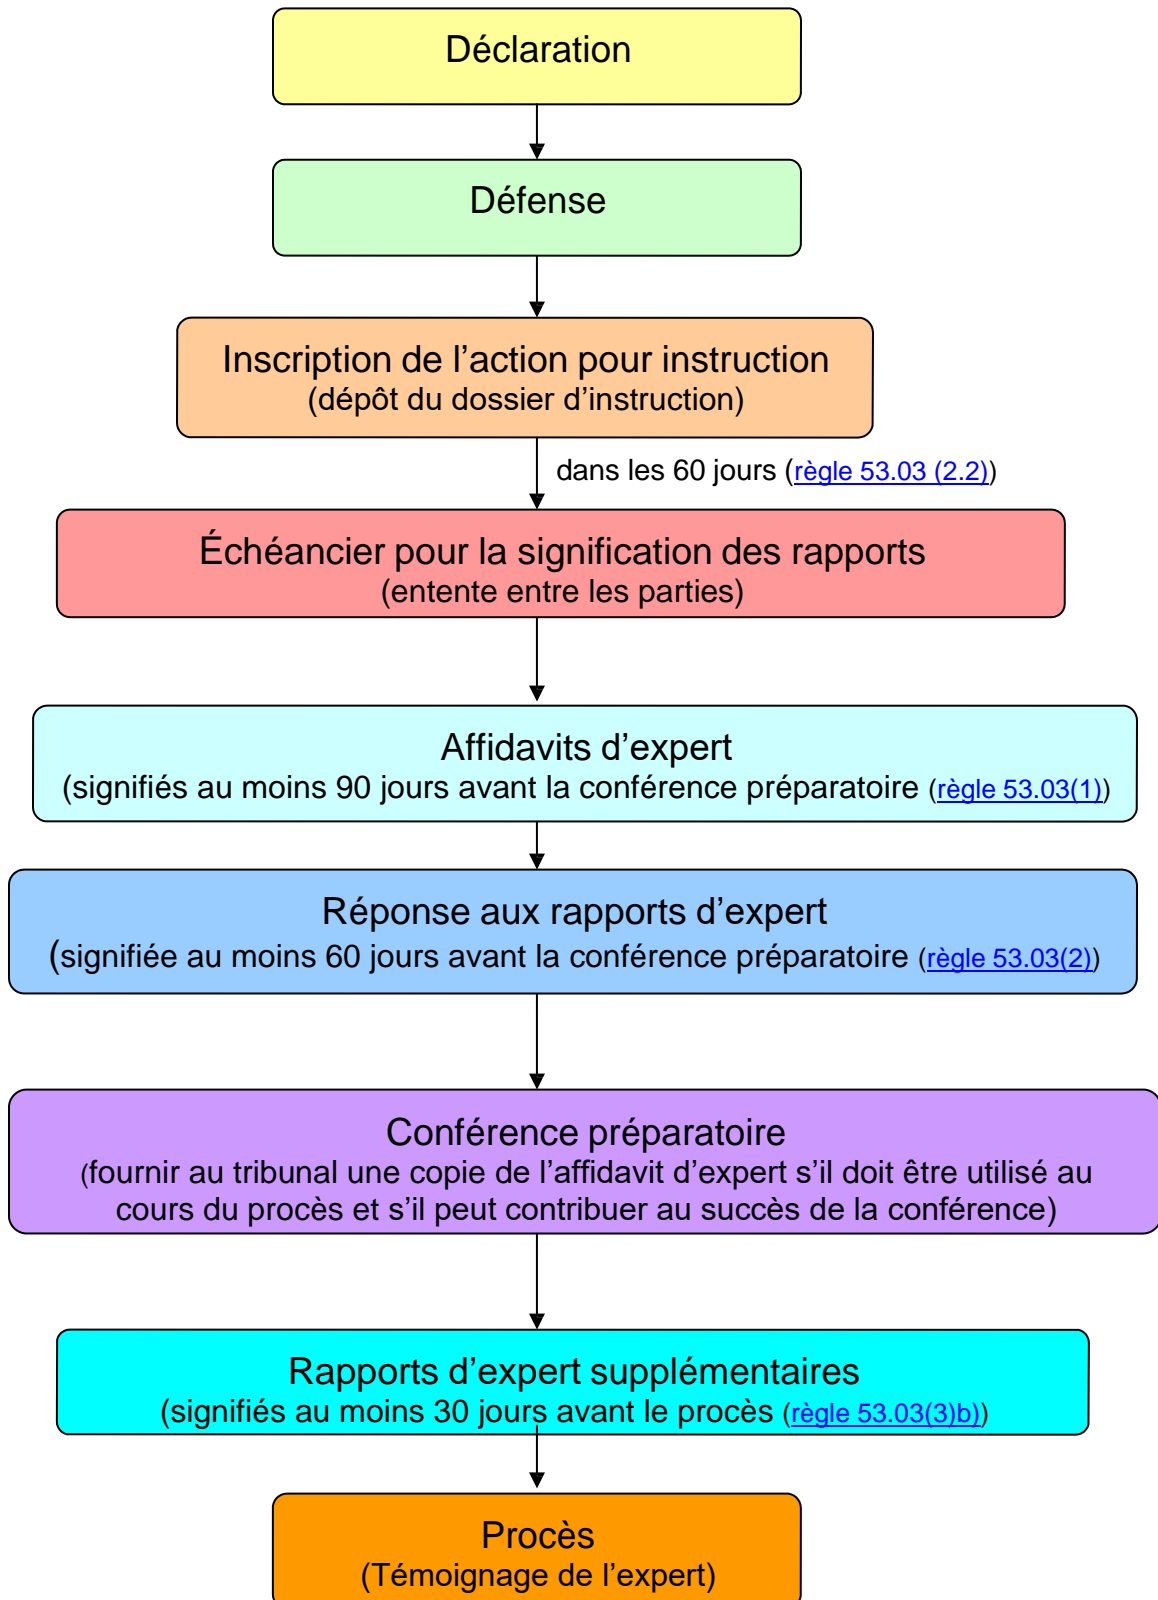 Déclaration
Défense
Inscription de l’action pour instruction
(dépôt du dossier d’instruction)
dans les 60 jours (règle 53.03 (2.2))
Échéancier pour la signification des rapports
(entente entre les parties)
Affidavits d’expert
(signifiés au moins 90 jours avant la conférence préparatoire (règle 53.03(1))
Réponse aux rapports d’expert
(signifiée au moins 60 jours avant la conférence préparatoire (règle 53.03(2))
Conférence préparatoire
(fournir au tribunal une copie de l’affidavit d’expert s’il doit être utilisé au
cours du procès et s’il peut contribuer au succès de la conférence)
Rapports d’expert supplémentaires
(signifiés au moins 30 jours avant le procès (règle 53.03(3)b))
Procès
(Témoignage de l’expert)